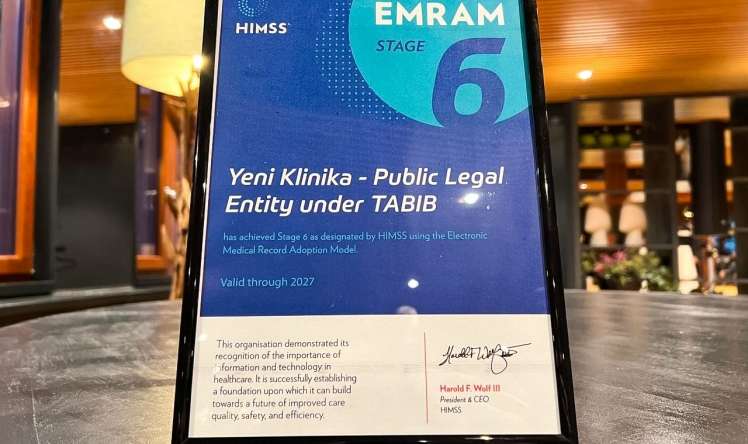 HIMSS
EMRAM
STAGE
6
Yeni Klinika - Public Legal
Entity under TABIB
has achieved Stage 6 as designated by HIMSS using the Electronic
Medical Record Adoption Model.
Valid through 2027
This organisation demonstrated its
recognition of the importance of
information and technology in
healthcare. It is successfully establishing
a foundation upon which it can build
towards a future of improved care
quality, safety, and efficiency.
Harold F. Wolf III
President & CEO
HIMSS